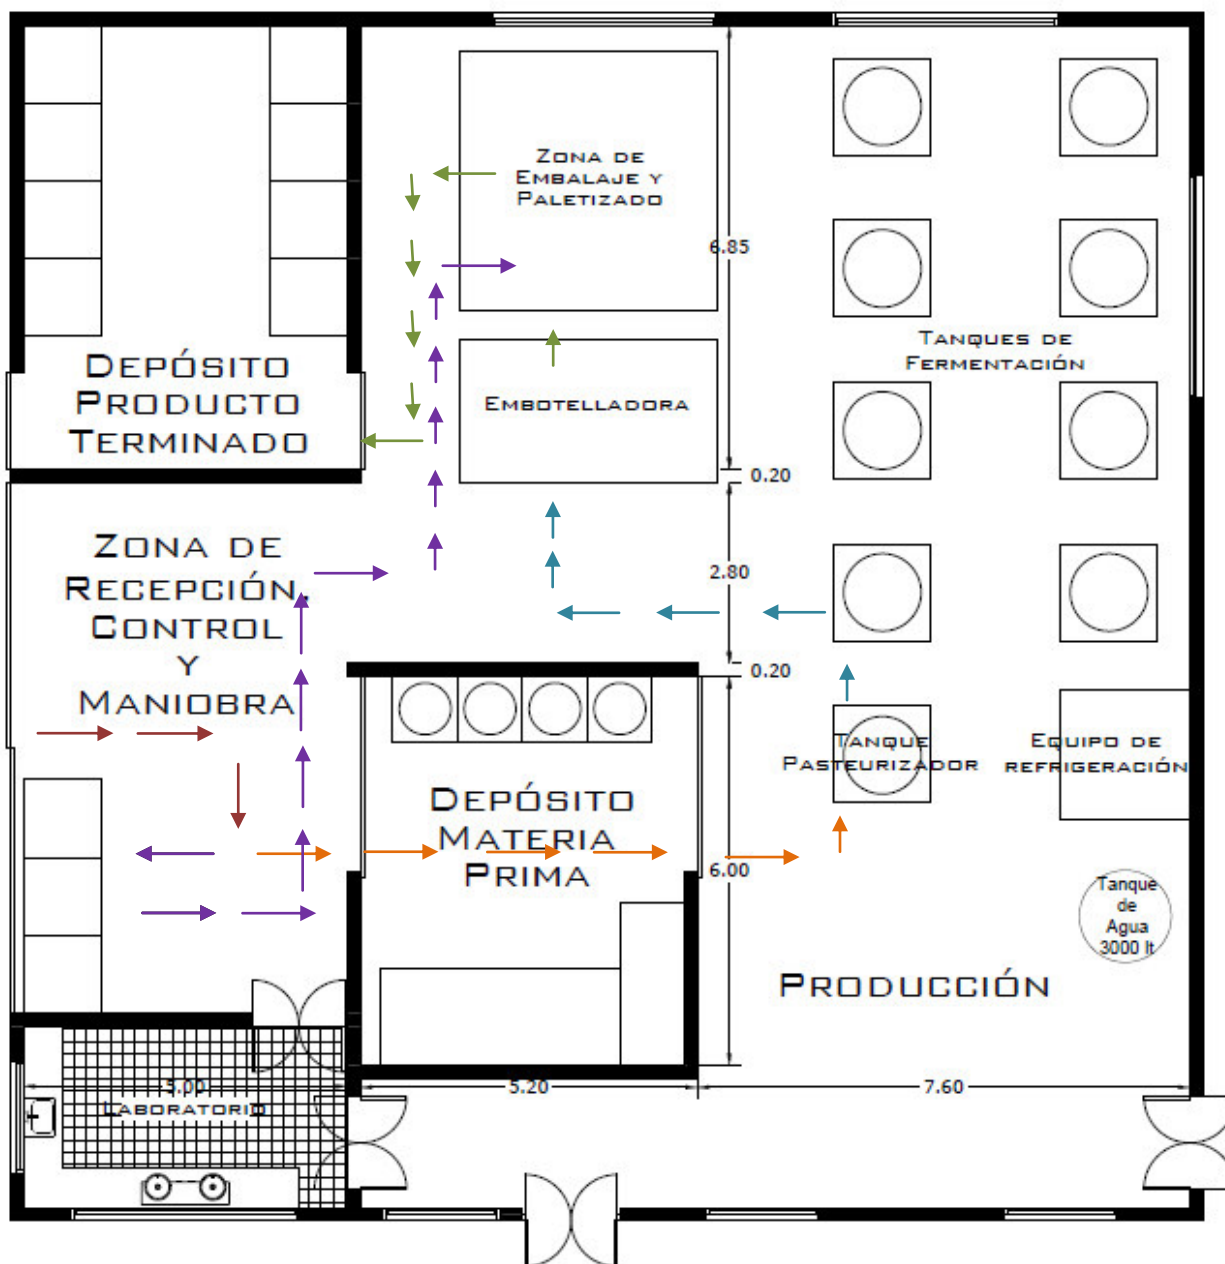 Zona de
Embalaje y
Paletizado
6.85
Tanques de
Fermentación
Depósito
Producto
Terminado
Embotelladora
0.20
Zona de
Recepción,
Control
y
Maniobra
2.80
0.20
Tanque
Pasteurizador
Equipo de
refrigeración
Depósito
Materia
Prima
6.00
Tanque
de
Agua
3000 lt
Producción
5.00
5.20
7.60
Laboratorio